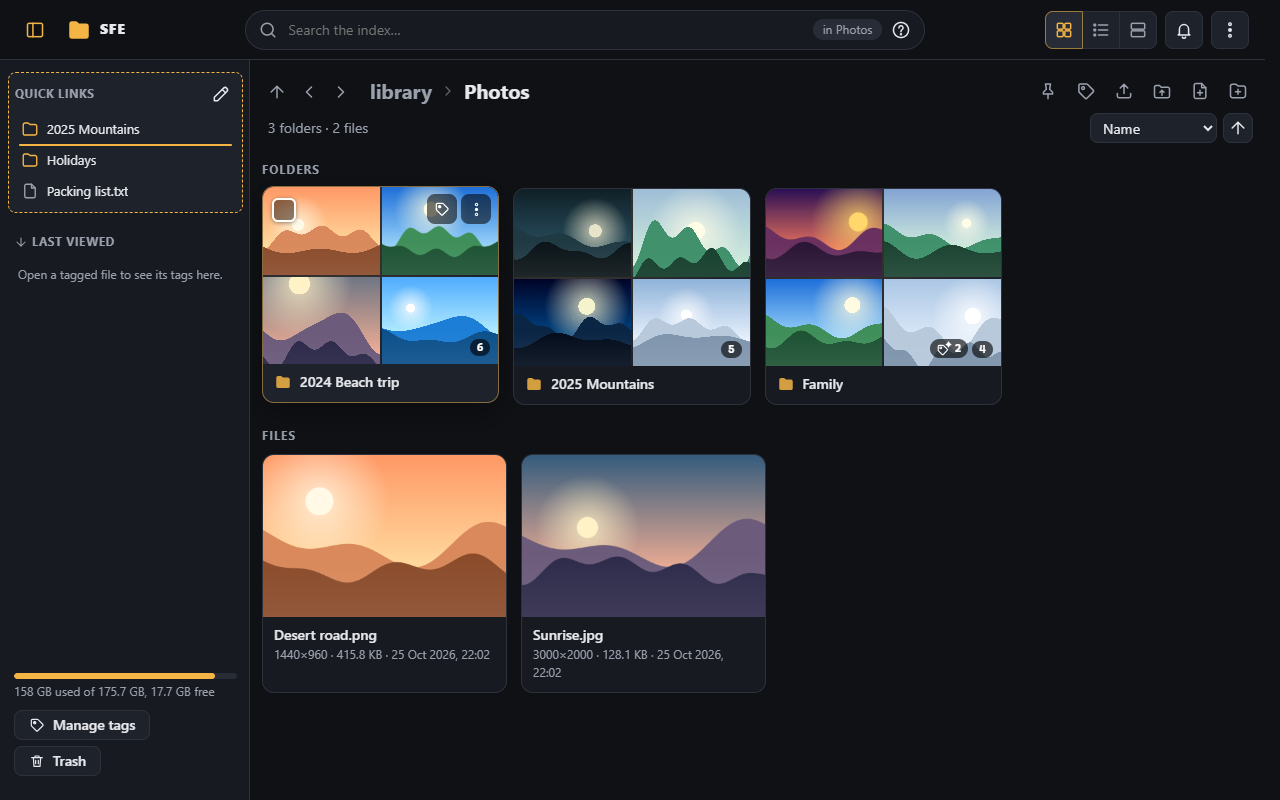 SFE
Search the index...
in Photos
QUICK LINKS
2025 Mountains
Holidays
Packing list.txt
LAST VIEWED
Open a tagged file to see its tags here.
158 GB used of 175.7 GB, 17.7 GB free
Manage tags
Trash
library > Photos
3 folders · 2 files
Name
FOLDERS
6
2024 Beach trip
5
2025 Mountains
2
4
Family
FILES
Desert road.png
1440×960 · 415.8 KB · 25 Oct 2026, 22:02
Sunrise.jpg
3000×2000 · 128.1 KB · 25 Oct 2026,
22:02